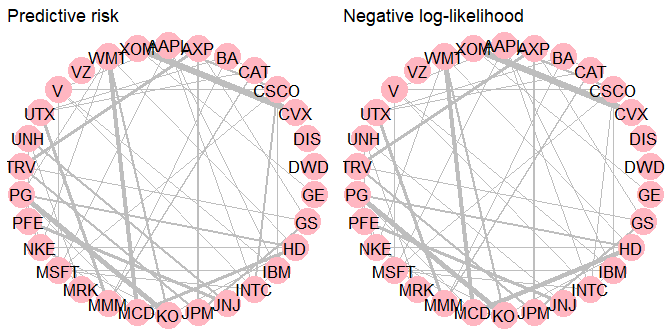 Predictive risk
Negative log-likelihood
AAPL
AXP
BA
CAT
CSCO
CVX
DIS
DWD
GE
GS
HD
IBM
INTC
JNJ
JPM
KO
MCD
MMM
MRK
MSFT
NKE
PFE
PG
TRV
UNH
UTX
V
VZ
WMT
XOM
AAPL
AXP
BA
CAT
CSCO
CVX
DIS
DWD
GE
GS
HD
IBM
INTC
JNJ
JPM
KO
MCD
MMM
MRK
MSFT
NKE
PFE
PG
TRV
UNH
UTX
V
VZ
WMT
XOM